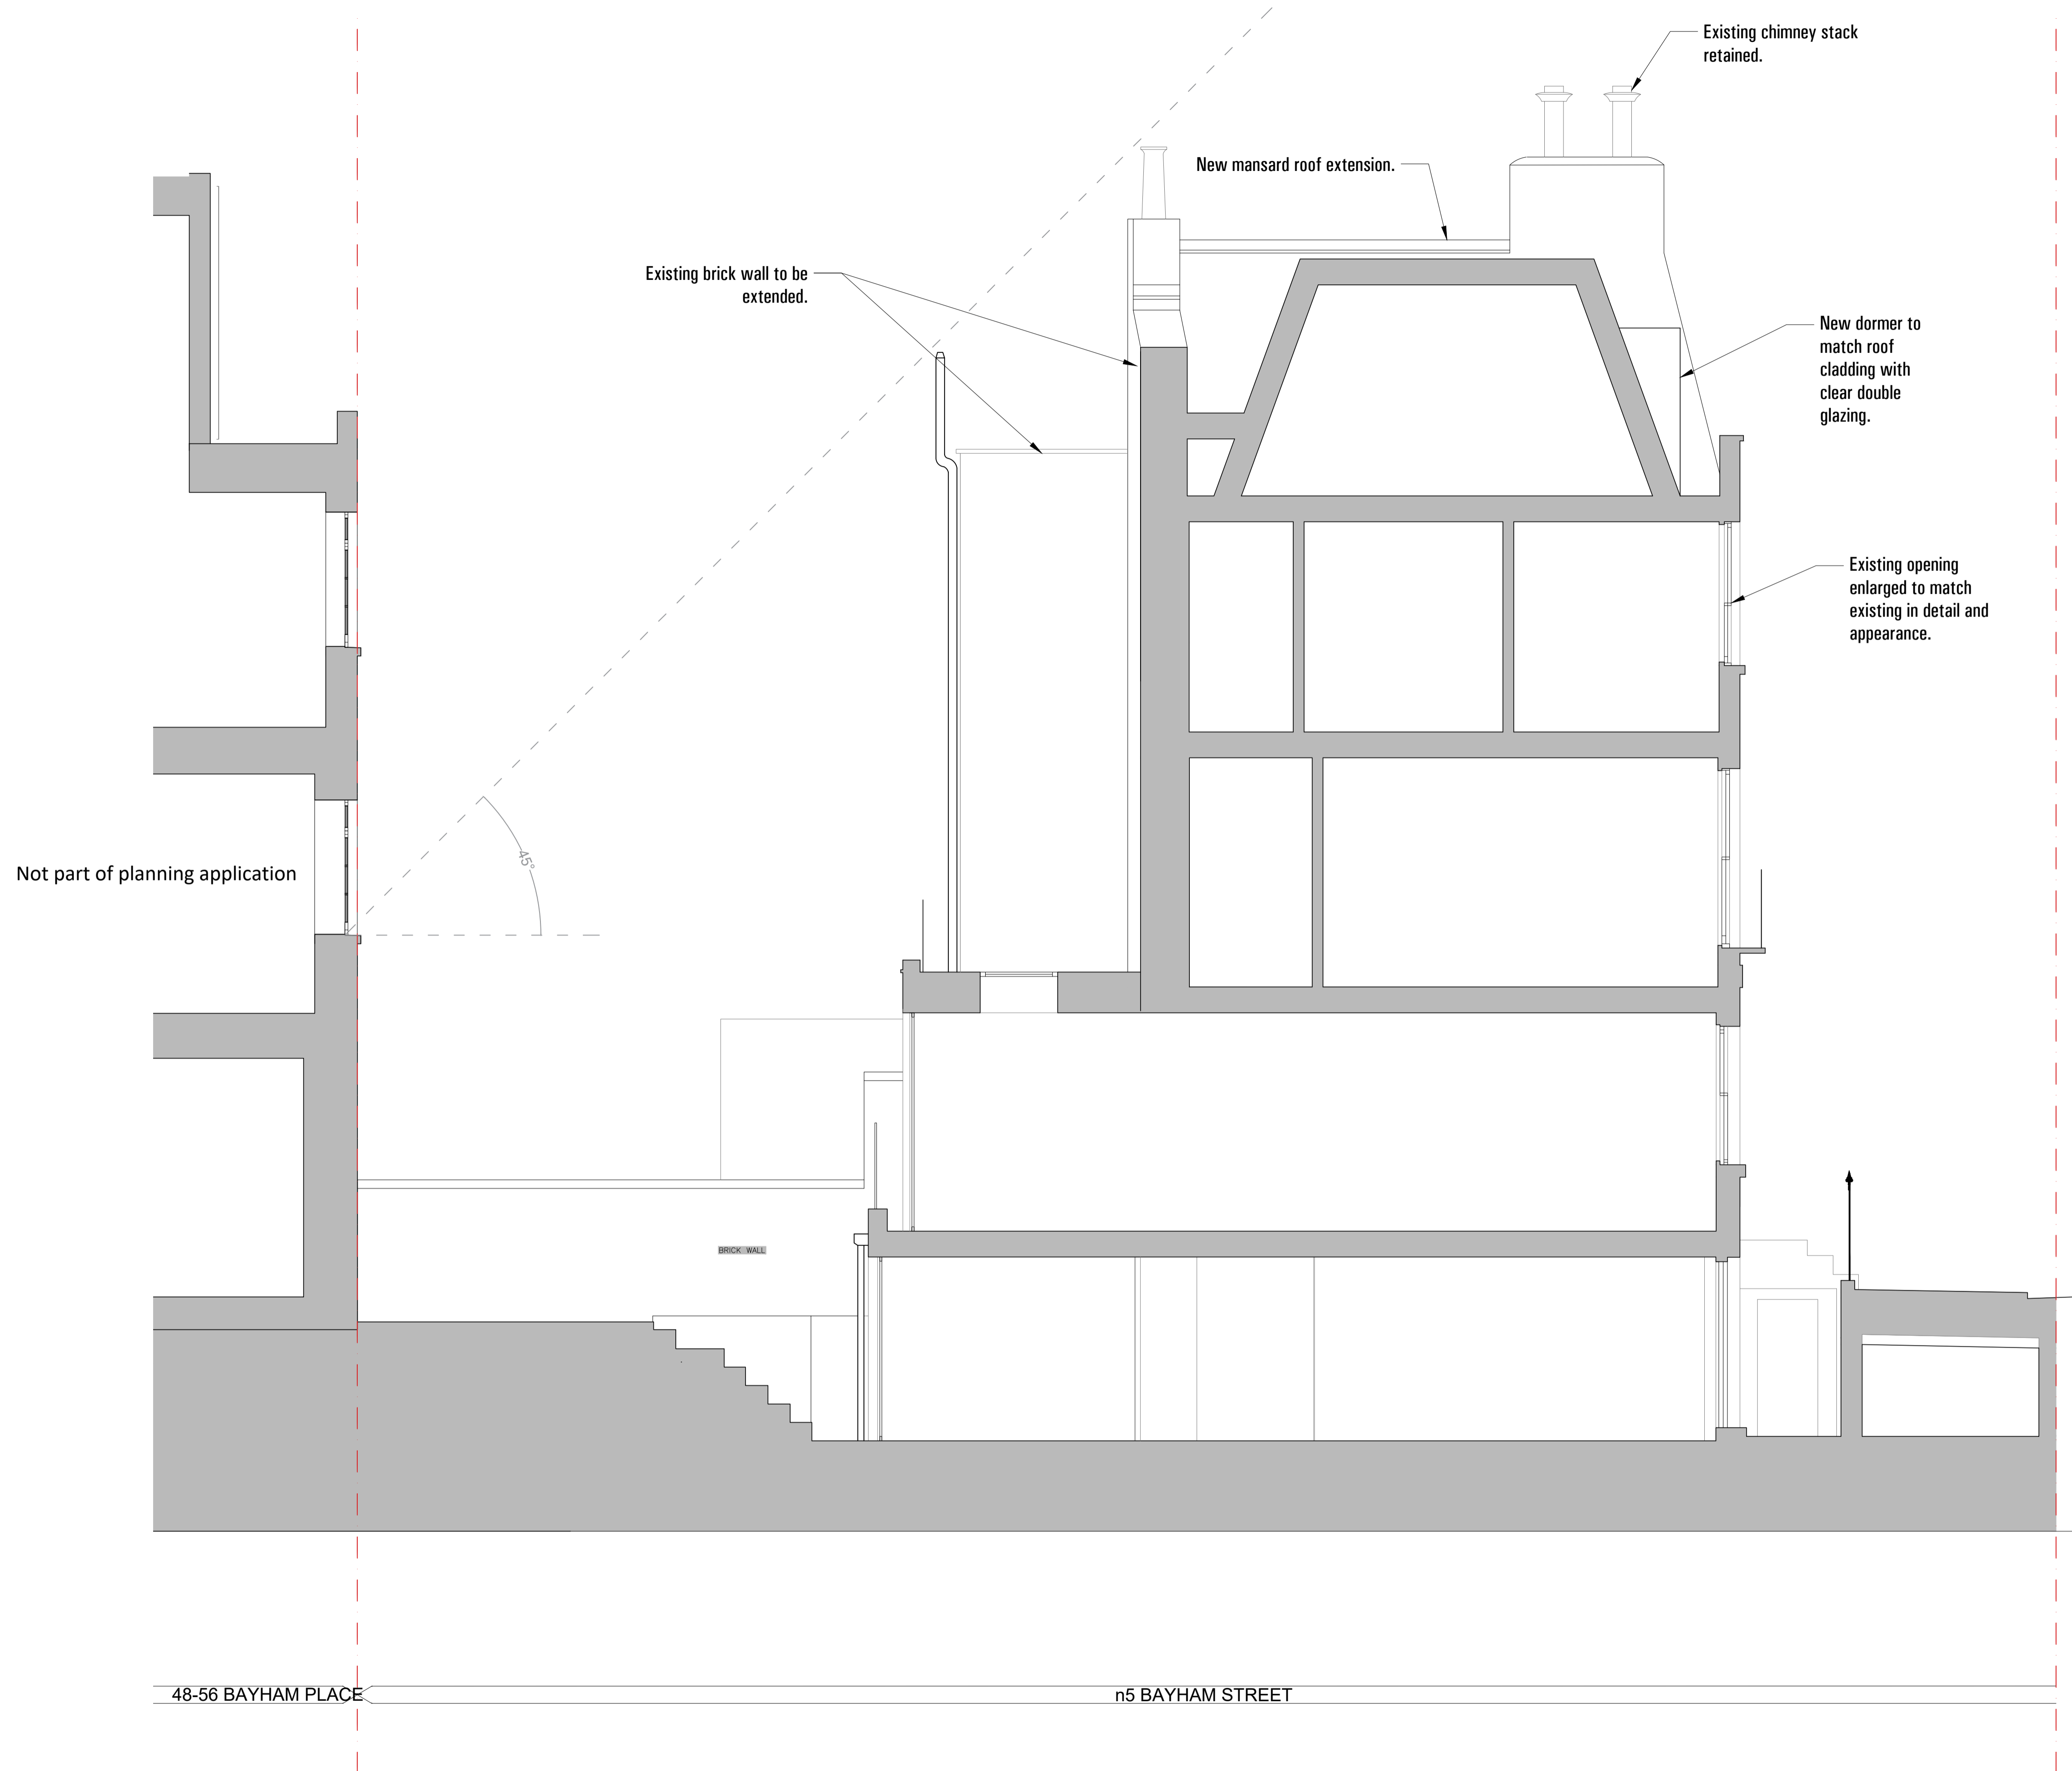 Existing chimney stack
retained.
New mansard roof extension.
Existing brick wall to be
extended.
New dormer to
match roof
cladding with
clear double
glazing.
Existing opening
enlarged to match
existing in detail and
appearance.
45°
Not part of planning application
BRICK WALL
48-56 BAYHAM PLACE
n5 BAYHAM STREET